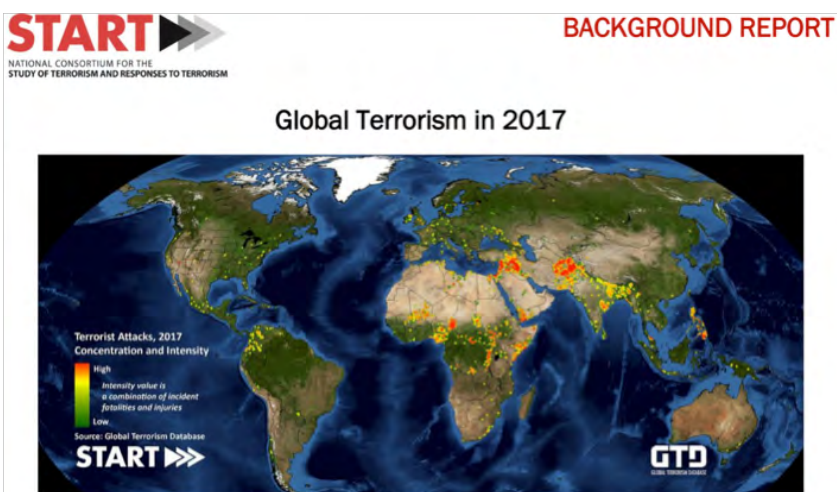 START
BACKGROUND REPORT
NATIONAL CONSORTIUM FOR THE
STUDY OF TERRORISM AND RESPONSES TO TERRORISM
Global Terrorism in 2017
Terrorist Attacks, 2017
Concentration and Intensity
High
Intensity value is
a combination of incident
fatalities and injuries
Low
Source: Global Terrorism Database
START
GTD
GLOBAL TERRORISM DATABASE